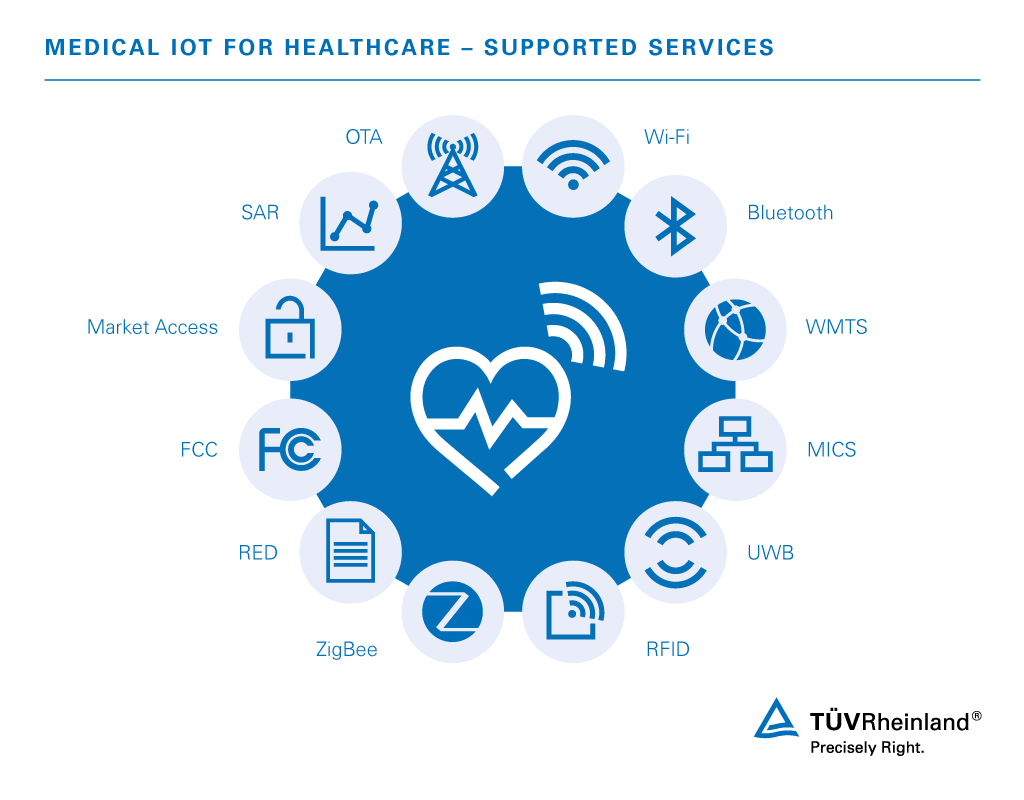 MEDICAL IOT FOR HEALTHCARE – SUPPORTED SERVICES
OTA
Wi-Fi
SAR
Bluetooth
Market Access
WMTS
FCC
FCC
MICS
RED
UWB
ZigBee
Z
RFID
TÜVRheinland®
Precisely Right.